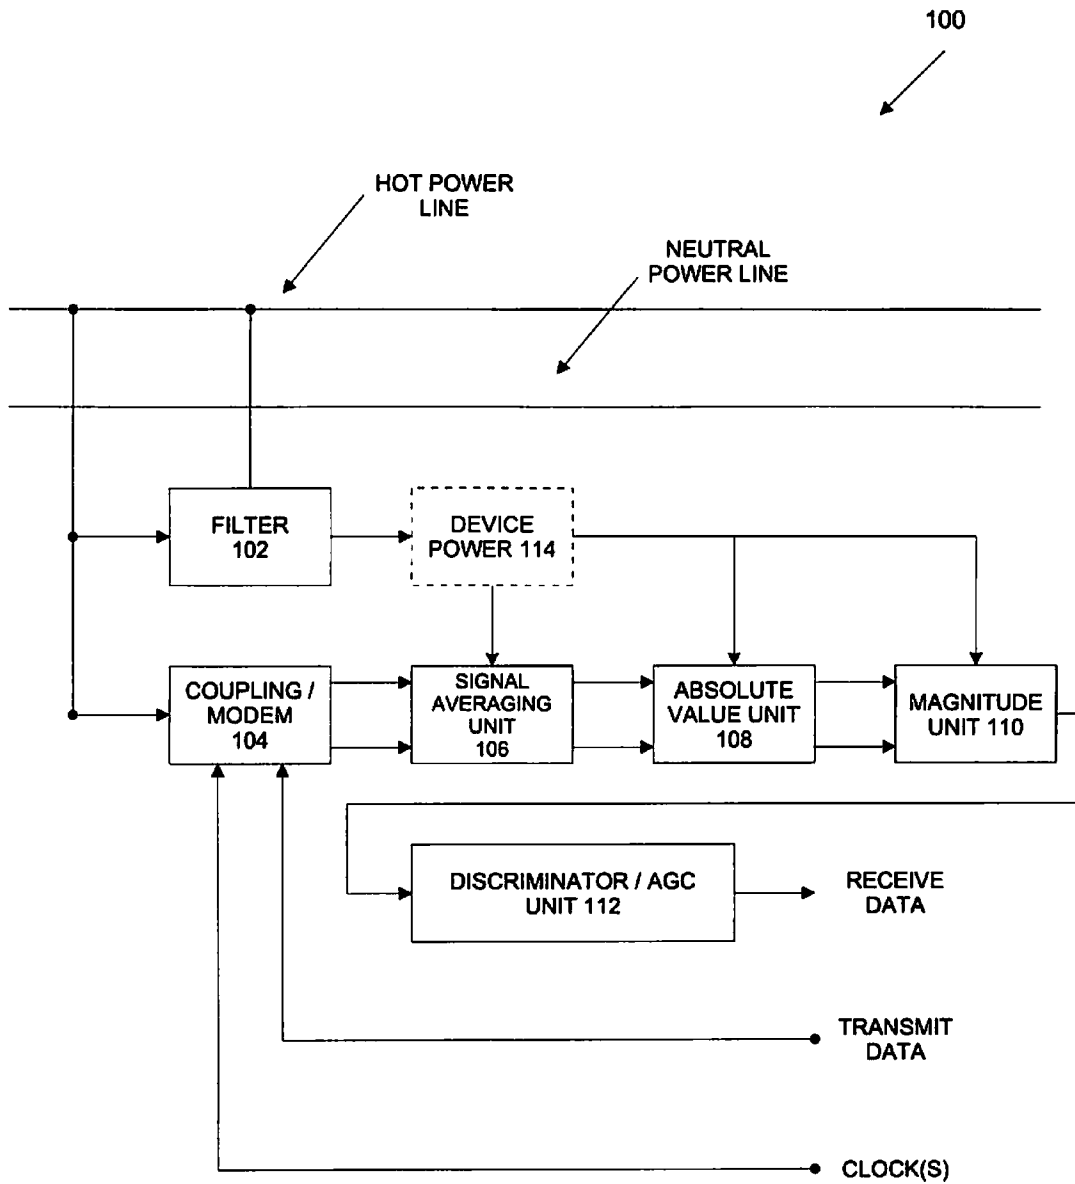 100
HOT POWER
LINE
NEUTRAL
POWER LINE
FILTER
102
DEVICE
POWER 114
COUPLING /
MODEM
104
SIGNAL
AVERAGING
UNIT
106
ABSOLUTE
VALUE UNIT
108
MAGNITUDE
UNIT 110
DISCRIMINATOR / AGC
UNIT 112
RECEIVE
DATA
TRANSMIT
DATA
CLOCK(S)